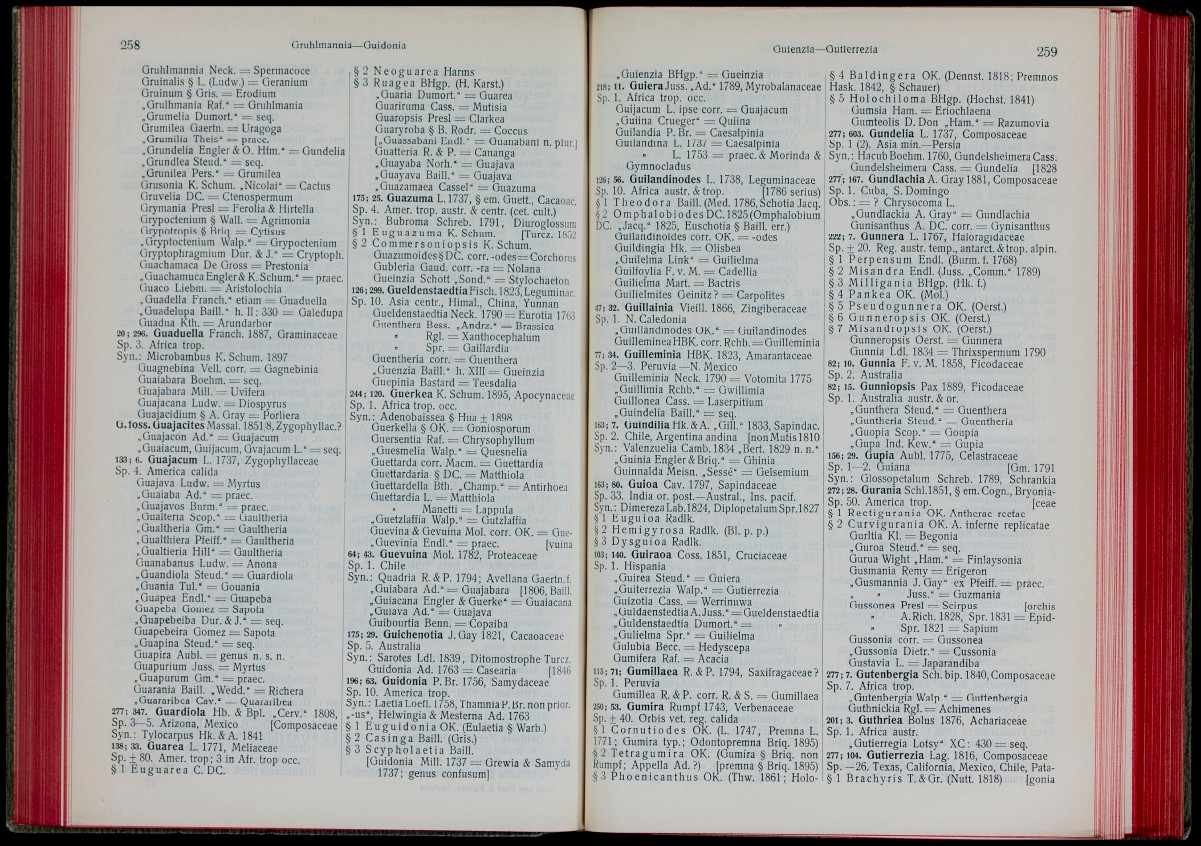 258
Gruhlmannia—Guidonia
Gruhlmannia Neck. = Spermacoce
Gruinalis § L. (Ludw.) = Geranium
Gruinum § Gris. = Erodium
„Grulhmania Raf.“ = Gruhlmania
„Grumelia Dumort.“ = seq.
Grumilea Gaertn. = Uragoga
„Grumilia Theis“ = praec.
„Grundelia Engler & O. Hfm.“ = Gundelia
„Grundlea Steud.“ = seq.
„Grunilea Pers.“ = Grumilea
Grusonia K. Schum. „Nicolai“ = Cactus
Gruvelia DC. = Ctenospermum
Grymania Presl = Ferolia & Hirtella
Grypoctenium § Wall. = Agrimonia
Grypotropis § Briq = Cytisus
„Gryptoctenium Walp.“ = Grypoctenium
Gryptophragmium Dur. & J.“ = Cryptoph.
Guachamaca De Gross = Prestonia
„Guachamuca Engler & K. Schum.“ = praec.
Guaco Liebm. = Aristolochia
„Guadella Franch.“ etiam = Guaduella
„Guadelupa Baill.“ h. II: 330 = Galedupa
Guadua Kth. = Arundarbor
20; 296. Guaduella Franch. 1887, Graminaceae
Sp. 3. Africa trop.
Syn.: Microbambus K. Schum. 1897
Guagnebina Vell. corr. = Gagnebinia
Guaiabara Boehm. = seq.
Guajabara Mill. = Uvifera
Guajacana Ludw. = Diospyrus
Guajacidium § A. Gray = Porliera
G. foss. Guajacites Massal. 1851/8, Zygophyllac.?
„Guajacon Ad.“ = Guajacum
„Guaiacum, Guijacum, Gvajacum L.“ = seq.
133; 6. Guajacum L. 1737, Zygophyllaceae
Sp. 4. America calida
Guajava Ludw. = Myrtus
„Guaiaba Ad.“ = praec.
„Guajavos Burm.“ = praec.
„Gualteria Scop.“ = Gaultheria
„Gualtheria Gm.“ = Gaultheria
„Gualthiera Pfeiff.“ = Gaultheria
„Gualtieria Hill“ = Gaultheria
Guanabanus Ludw. = Anona
„Guandiola Steud.“ = Guardiola
„Guania Tul.“ = Gouania
„Guapea Endl.“ = Guapeba
Guapeba Gomez = Sapota
„Guapebeiba Dur. & J.“ = seq.
Guapebeira Gomez = Sapota
„Guapina Steud.“ = seq.
Guapira Aubl. = genus n. s. n.
Guapurium Juss. = Myrtus
„Guapurum Gm.“ = praec.
Guarania Baill. „Wedd.“ = Richera
„Guararibea Cav.“ = Quararibea
277; 347. Guardiola Hb. & Bpl. „Cerv.“ 1808,
Sp. 3—5. Arizona, Mexico [Composaceae
Syn.: Tylocarpus Hk. & A. 1841
138; 33. Guarea L. 1771, Meliaceae
Sp. ± 80. Amer. trop; 3 in Afr. trop occ.
§ 1 Euguarea C. DC.
§ 2 Neoguarea Harms
§ 3 Ruagea BHgp. (H. Karst.)
„Guaria Dumort.“ = Guarea
Guariruma Cass. = Mutisia
Guaropsis Presl = Clarkea
Guaryroba § B. Rodr. = Coccus
[„Guassabani Endl.“ = Guanabani n. plur.]
Guatteria R. & P. = Cananga
„Guayaba Norh.“ = Guajava
„Guayava Baill.“ = Guajava
„Guazamaea Cassel“ = Guazuma
175; 25. Guazuma L. 1737, § em. Guett., Cacaoac.
Sp. 4. Amer. trop. austr. & centr. (cet. cult.)
Syn.: Bubroma Schreb. 1791, Diuroglossum
§ 1 Euguazuma K. Schum. [Turcz. 1852
§ 2 Commersoniopsis K. Schum.
Guazumoides § DC. corr. -odes = Corchorus
Gubleria Gaud. corr. -ra = Nolana
Gueinzia Schott „Sond.“ = Stylochaeton
126; 299. Gueldenstaedtia Fisch. 1823, Leguminac.
Sp. 10. Asia centr., Himal., China, Yunnan
Gueldenstaedtia Neck. 1790 = Eurotia 1763
Guenthera Bess. „Andrz.“ = Brassica
„ Rgl. = Xanthocephalum
„ Spr. = Gaillardia
Guentheria corr. = Guenthera
„Guenzia Baill.“ h. XIII = Gueinzia
Guepinia Bastard = Teesdalia
244; 120. Guerkea K. Schum. 1895, Apocynaceae
Sp. 1. Africa trop. occ.
Syn.: Adenobaissea § Hna ± 1898
Guerkella § OK. = Goniosporum
Guersentia Raf. = Chrysophyllum
„Guesmelia Walp.“ = Quesnelia
Guettarda corr. Macm. = Guettardia
Guettardaria § DC. = Matthiola
Guettardella Bth. „Champ.“ = Antirhoea
Guettardia L. = Matthiola
„ Manetti = Lappula
„Guetzlaffia Walp.“ = Gutzlaffia
Guevina & Gevuina Mol. corr. OK. = Gue-
„Guevinia Endl.“ = praec. [vuina
64; 43. Guevuina Mol. 1782, Proteaceae
Sp. 1. Chile
Syn.: Quadria R. & P. 1794; Avellana Gaertn. f.
„Guiabara Ad.“ = Guajabara [1806, Baill.
„Guiacana Engler & Guerke“ = Guaiacana
„Guiava Ad.“ = Guajava
Guibourtia Benn. = Copaiba
175; 29. Guichenotia J. Gay 1821, Cacaoaceae
Sp. 5. Australia
Syn.: Sarotes Ldl. 1839, Ditomostrophe Turcz.
Guidonia Ad. 1763 = Casearia [1846
196; 63. Guidonia P. Br. 1756, Samydaceae
Sp. 10. America trop.
Syn.: Laetia Loefl. 1758, Thamnia P. Br. non prior.
„-us“, Helwingia & Mesterna Ad. 1763
§ 1 Euguidonia OK. (Eulaetia § Warb.)
§ 2 Casinga Baill. (Gris.)
§ 3 Scypholaetia Baill.
[Guidonia Mill. 1737 = Grewia & Samyda
1737; genus confusum]
Guienzia—Gutierrezia
259
„Guienzia BHgp.“ = Gueinzia
218; 11. Guiera Juss. „Ad.“ 1789, Myrobalanaceae
Sp. 1. Africa trop. occ.
Guijacum L. ipse corr. = Guajacum
„Guiina Crueger“ = Quiina
Guilandia P. Br. = Caesalpinia
Guilandina L. 1737 = Caesalpinia
„ L. 1753 = praec. & Morinda &
Gymnocladus
126; 56. Guilandinodes L. 1738, Leguminaceae
Sp. 10. Africa austr. & trop. [1786 serius)
§ 1 Theodora Baill. (Med. 1786, Schotia Jacq.
§ 2 Omphalobiodes DC. 1825 (Omphalobium
DC. „Jacq.“ 1825, Euschotia § Baill. err.)
Guilandinoides corr. OK. = -odes
Guildingia Hk. = Olisbea
„Guilelma Link“ = Guilielma
Guilfoylia F. v. M. = Cadellia
Guilielma Mart. = Bactris
Guilielmites Geinitz? = Carpolites
47; 32. Guillainia Vieill. 1866, Zingiberaceae
Sp. 1. N. Caledonia
„Guillandinodes OK.“ = Guilandinodes
Guilleminea HBK. corr. Rchb. = Guilleminia
77; 34. Guilleminia HBK. 1823, Amarantaceae
Sp. 2—3. Peruvia—N. Mexico
Guilleminia Neck. 1790 = Votomita 1775
„Guillimia Rchb.“ = Gwillimia
Guillonea Cass. = Laserpitium
„Guindelia Baill.“ = seq.
163; 7. Guindilia Hk. & A. „Gill.“ 1833, Sapindac.
Sp. 2. Chile, Argentina andina [non Mutis 1810
Syn.: Valenzuelia Camb. 1834 „Bert. 1829 n. n.“
„Guinia Engler & Briq.“ = Ghinia
Guinnalda Meisn. „Sessé“ = Gelsemium
163; 80. Guioa Cav. 1797, Sapindaceae
Sp. 33. India or. post.—Austral., Ins. pacif.
Syn.: Dimereza Lab. 1824, Diplopetalum Spr. 1827
§ 1 Euguioa Radlk.
§ 2 Hemigyrosa Radlk. (Bl. p. p.)
§ 3 Dysguioa Radlk.
103; 140. Guiraoa Coss. 1851, Cruciaceae
Sp. 1. Hispania
„Guirea Steud.“ = Guiera
„Guiterrezia Walp.“ = Gutierrezia
Guizotia Cass. = Werrinuwa
„Guldaenstedtia A. Juss.“ = Gueldenstaedtia
„Guldenstaedtia Dumort.“ = „
„Gulielma Spr.“ = Guilielma
Gulubia Becc. = Hedyscepa
Gumifera Raf. = Acacia
115; 71; Gumillaea R. & P. 1794, Saxifragaceae?
Sp. 1. Peruvia
Gumillea R. & P. corr. R. & S. = Gumillaea
250; 53. Gumira Rumpf 1743, Verbenaceae
Sp. ± 40. Orbis vet. reg. calida
§ 1 Cornutiodes OK. (L. 1747, Premna L.
1771; Gumira typ.; Odontopremna Briq. 1895)
§ 2 Tetragumira OK. (Gumira § Briq. non
Rumpf; Appella Ad.?) [premna § Briq. 1895)
§ 3 Phoenicanthus OK. (Thw. 1861; Holo-
§ 4 Baldingera OK. (Dennst. 1818; Premnos
Hask. 1842, § Schauer)
§ 5 Holochiloma BHgp. (Hochst. 1841)
Gumsia Ham. = Eriochlaena
Gumteolis D. Don „Ham.“ = Razumovia
277; 603. Gundelia L. 1737, Composaceae
Sp. 1 (2). Asia min.—Persia
Syn.: Hacub Boehm. 1760, Gundelsheimera Cass.
Gundelsheimera Cass. = Gundelia [1828
277; 167. Gundlachia A. Gray 1881, Composaceae
Sp. 1. Cuba, S. Domingo
Obs.: = ? Chrysocoma L.
„Gundlackia A. Gray“ = Gundlachia
Gunisanthus A. DC. corr. = Gynisanthus
222; 7. Gunnera L. 1767, Haloragidaceae
Sp. ± 20. Reg. austr. temp., antarct. & trop. alpin.
§ 1 Perpensum Endl. (Burm. f. 1768)
§ 2 Misandra Endl. (Juss. „Comm.“ 1789)
§ 3 Milligania BHgp. (Hk. f.)
§ 4 Pankea OK. (Mol.)
§ 5 Pseudogunnera OK. (Oerst.)
§ 6 Gunneropsis OK. (Oerst.)
§ 7 Misandropsis OK. (Oerst.)
Gunneropsis Oerst. = Gunnera
Gunnia Ldl. 1834 = Thrixspermum 1790
82; 10. Gunnia F. v. M. 1858, Ficodaceae
Sp. 2. Australia
82; 15. Gunniopsis Pax 1889, Ficodaceae
Sp. 1. Australia austr. & or.
„Gunthera Steud.“ = Guenthera
„Guntheria Steud.“ = Guentheria
„Guopia Scop.“ = Goupia
„Gupa Ind. Kew.“ = Gupia
156; 29. Gupia Aubl. 1775, Celastraceae
Sp. 1—2. Guiana [Gm. 1791
Syn.: Glossopetalum Schreb. 1789, Schrankia
272; 28. Gurania Schl. 1851, § em. Cogn., Bryonia-
Sp. 50. America trop. [ceae
§ 1 Rectigurania OK. Antherae rectae
§ 2 Curvigurania OK. A. inferne replicatae
Gurltia Kl. = Begonia
„Guroa Steud.“ = seq.
Gurua Wight „Ham.“ = Finlaysonia
Gusmania Remy = Erigeron
„Gusmannia J. Gay“ ex Pfeiff. = praec.
„ „ Juss.“ = Guzmania
Gussonea Presl = Scirpus [orchis
„ A. Rich. 1828, Spr. 1831 = Epid-
„ Spr. 1821 = Sapium
Gussonia corr. = Gussonea
„Gussonia Dietr.“ = Cussonia
Gustavia L. = Japarandiba
277; 7. Gutenbergia Sch. bip. 1840, Composaceae
Sp. 7. Africa trop.
„Gutenbergia Walp.“ = Guttenbergia
Guthnickia Rgl. = Achimenes
201; 3. Guthriea Bolus 1876, Achariaceae
Sp. 1. Africa austr.
„Gutierregia Lotsy“ XC: 430 = seq.
277; 104. Gutierrezia Lag. 1816, Composaceae
Sp. —26. Texas, California, Mexico, Chile, Pata-
§ 1 Brachyris T. & Gr. (Nutt. 1818) [gonia